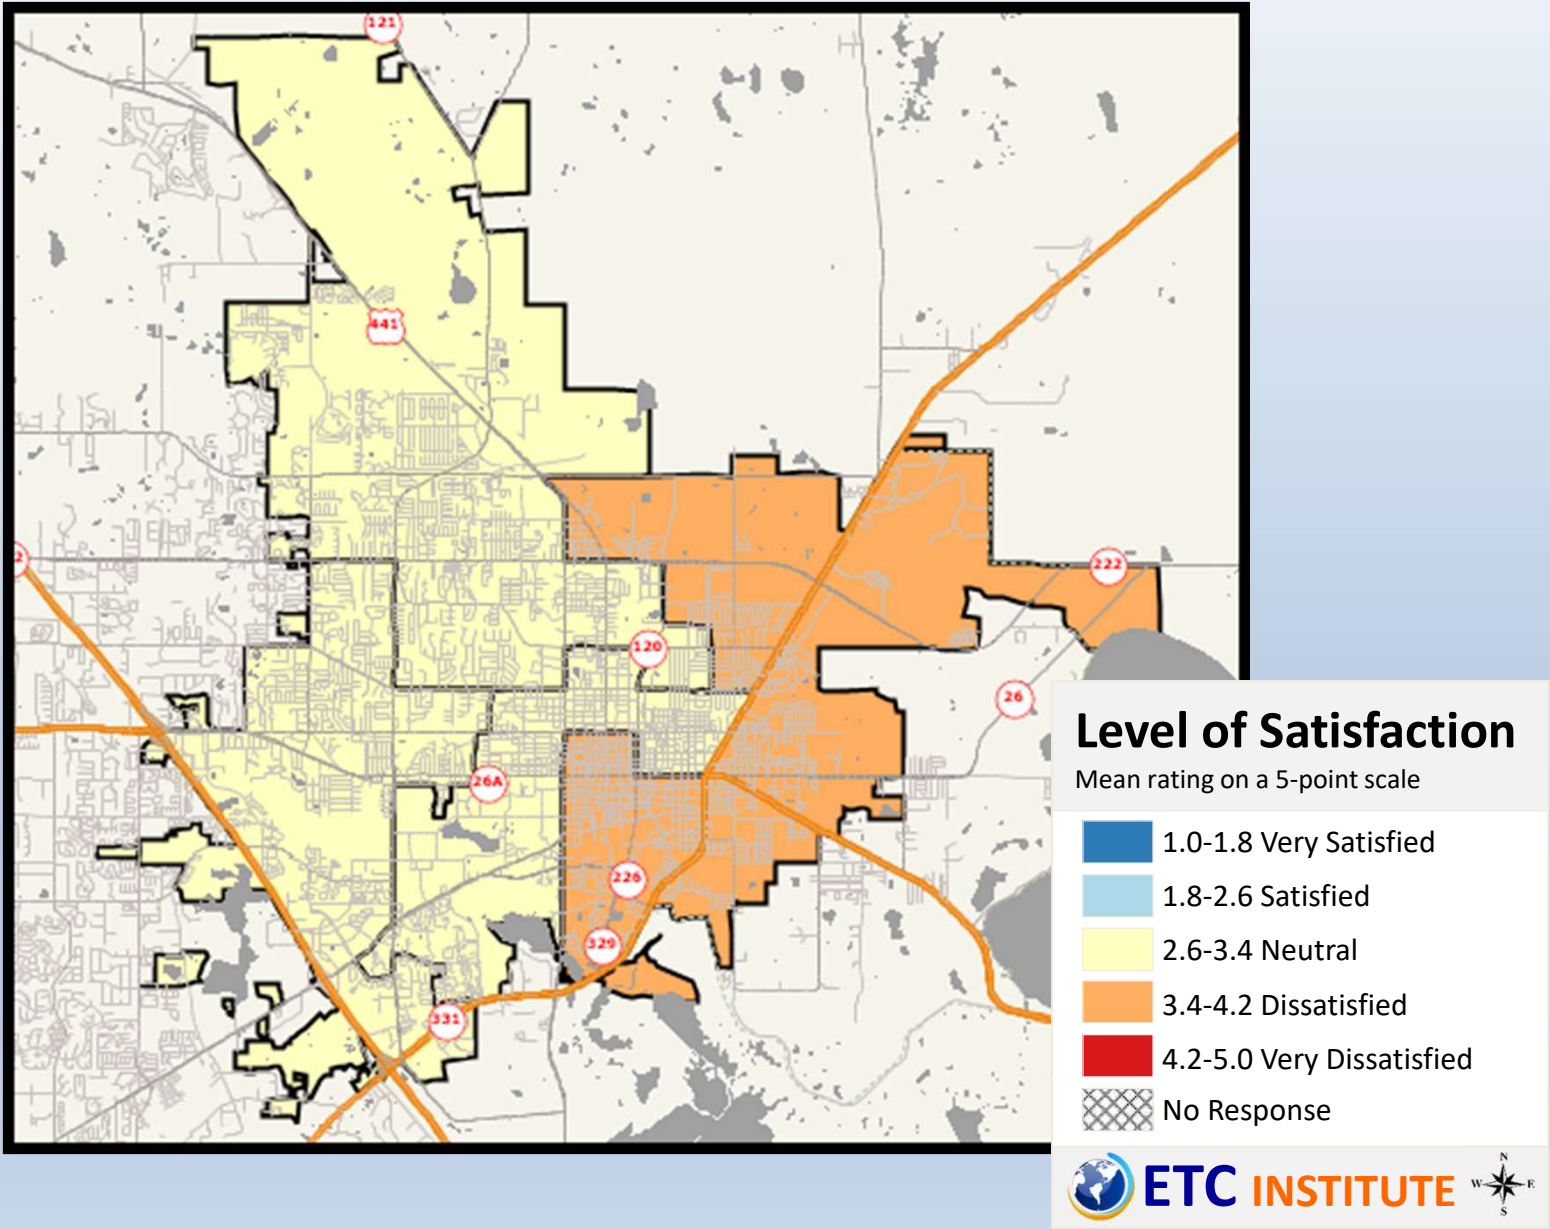 121
441
2
222
120
26
26A
226
329
331
Level of Satisfaction
Mean rating on a 5-point scale
1.0-1.8 Very Satisfied
1.8-2.6 Satisfied
2.6-3.4 Neutral
3.4-4.2 Dissatisfied
4.2-5.0 Very Dissatisfied
No Response
ETC INSTITUTE
N
W E
S